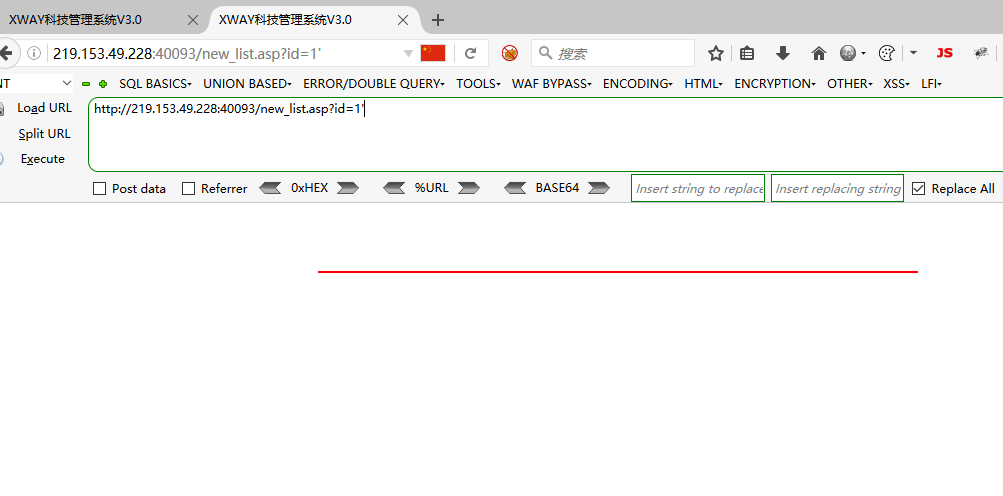 XWAY科技管理系统V3.0 XWAY科技管理系统V3.0
219.153.49.228:40093/new_list.asp?id=1' 搜索 JS
NT SQL BASICS UNION BASED ERROR/DOUBLE QUERY TOOLS WAF BYPASS ENCODING HTML ENCRYPTION OTHER XSS LFI
Load URL http://219.153.49.228:40093/new_list.asp?id=1'
Split URL
Execute
Post data Referrer 0xHEX %URL BASE64 Insert string to replace Insert replacing string Replace All